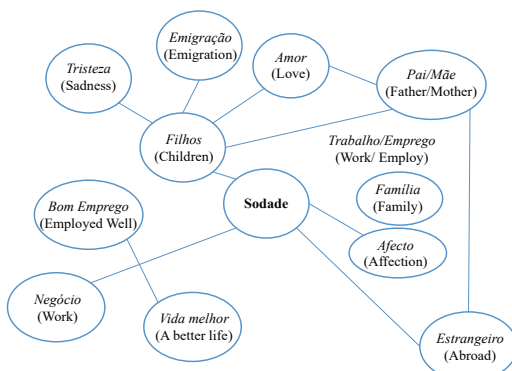 Emigração
(Emigration)
Amor
(Love)
Tristeza
(Sadness)
Pai/Mãe
(Father/Mother)
Filhos
(Children)
Trabalho/Emprego
(Work/ Employ)
Sodade
Família
(Family)
Bom Emprego
(Employed Well)
Afecto
(Affection)
Negócio
(Work)
Vida melhor
(A better life)
Estrangeiro
(Abroad)